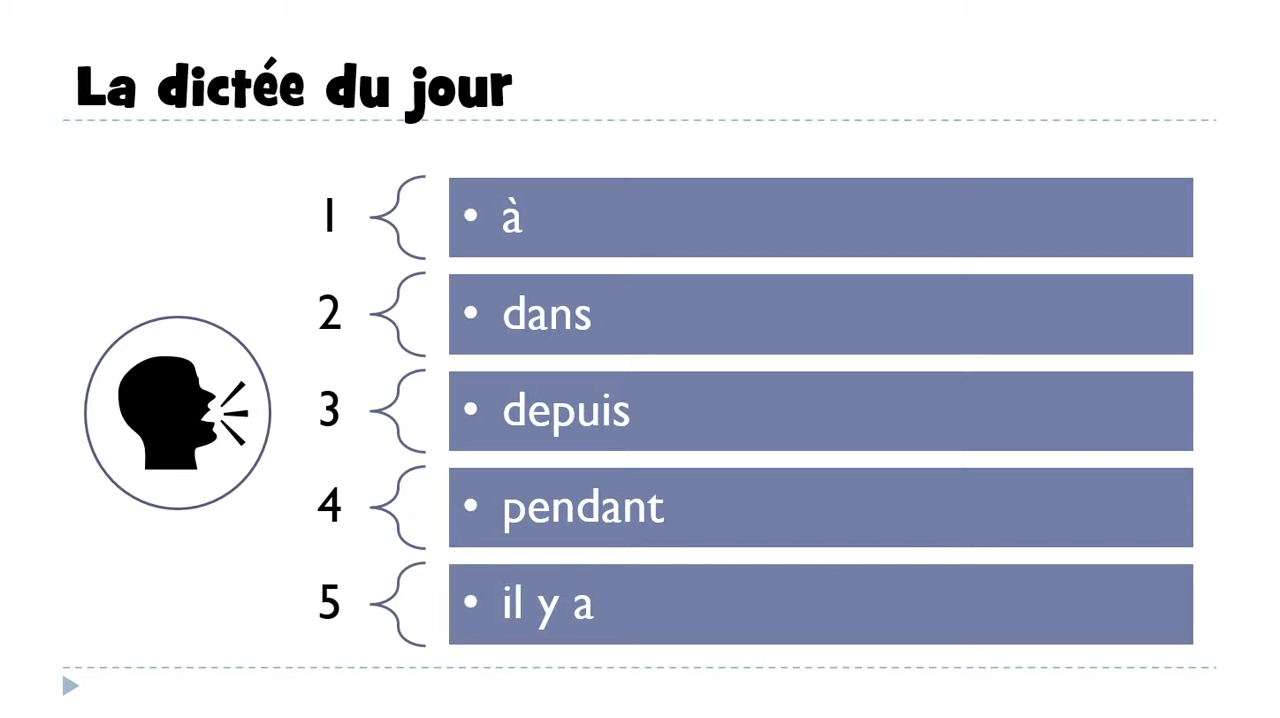 La dictée du jour
1 • à
2 • dans
3 • depuis
4 • pendant
5 • il y a